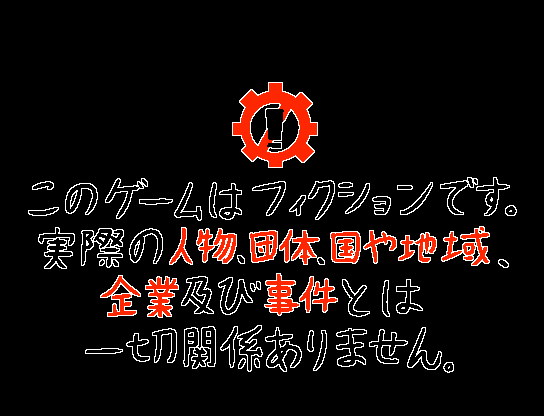 このゲームはフィクションです。
実際の人物、団体、国や地域、
企業及び事件とは
一切関係ありません。